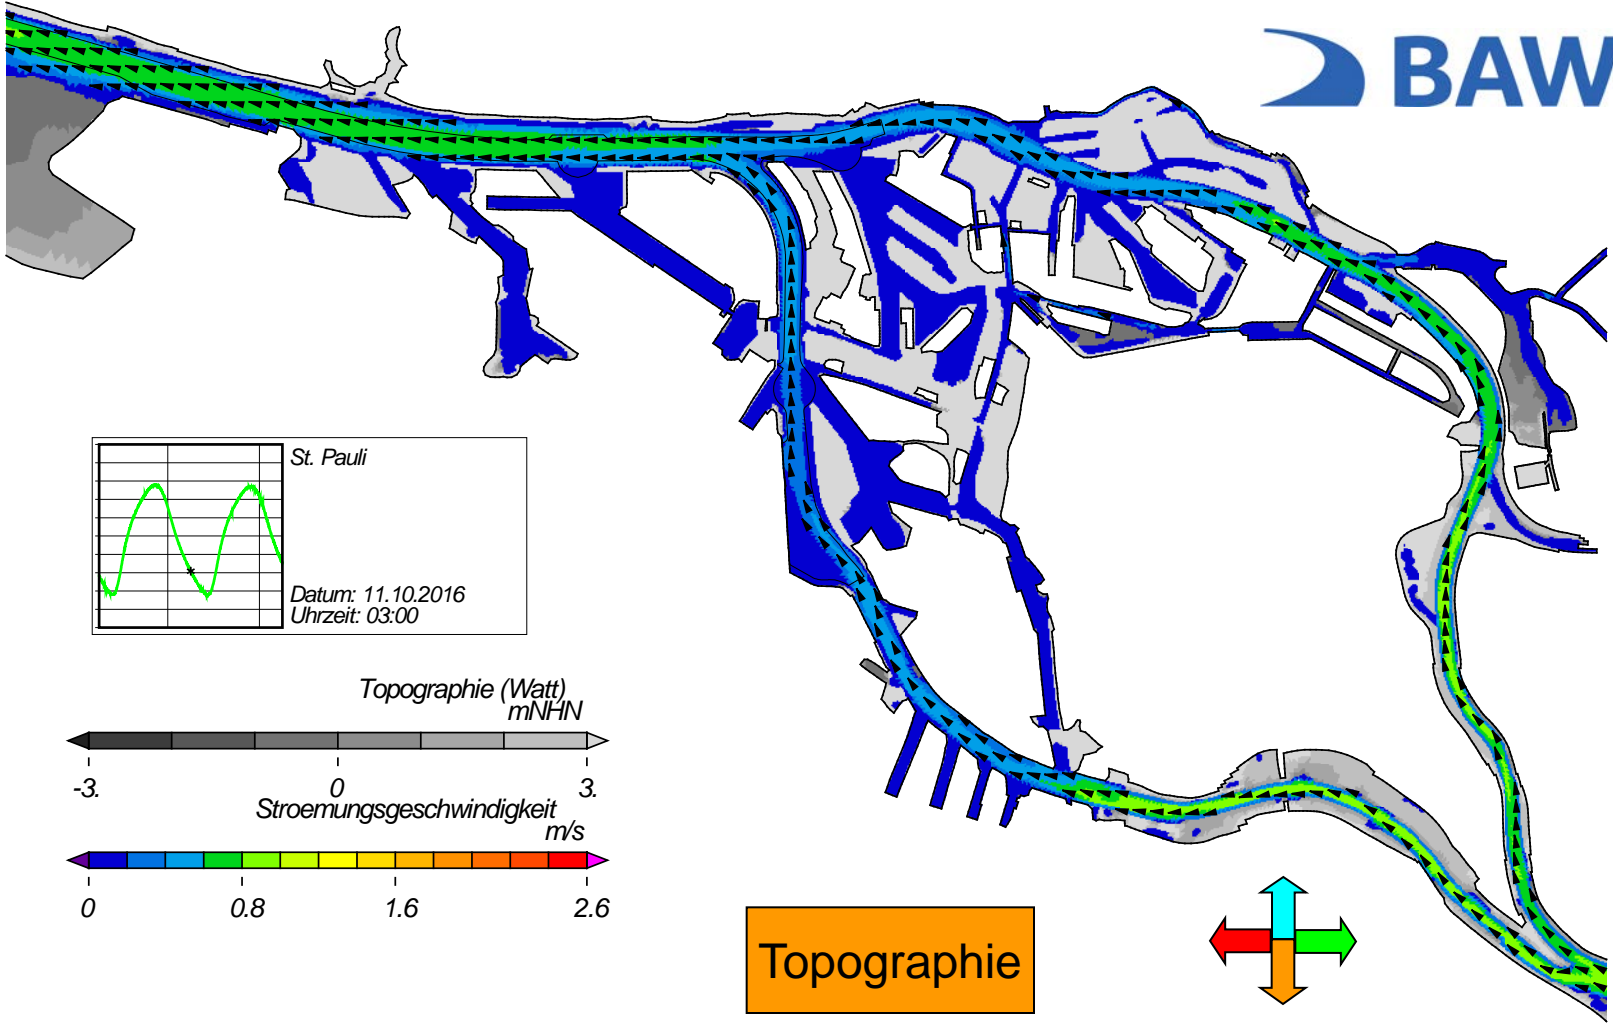 BAW
St. Pauli
Datum: 11.10.2016
Uhrzeit: 03:00
Topographie (Watt)
mNHN
-3. 0 3.
Stroemungsgeschwindigkeit
m/s
0 0.8 1.6 2.6
Topographie